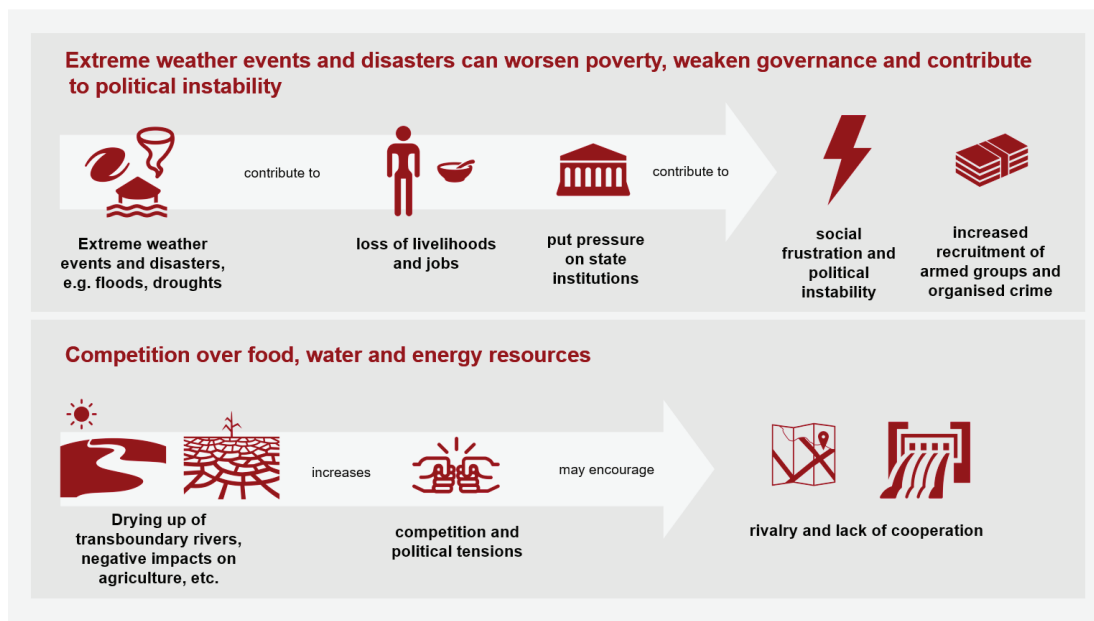 Extreme weather events and disasters can worsen poverty, weaken governance and contribute
to political instability
contribute to
contribute to
Extreme weather
events and disasters,
e.g. floods, droughts
loss of livelihoods
and jobs
put pressure
on state
institutions
social
frustration and
political
instability
increased
recruitment of
armed groups and
organised crime
Competition over food, water and energy resources
increases
may encourage
Drying up of
transboundary rivers,
negative impacts on
agriculture, etc.
competition and
political tensions
rivalry and lack of cooperation